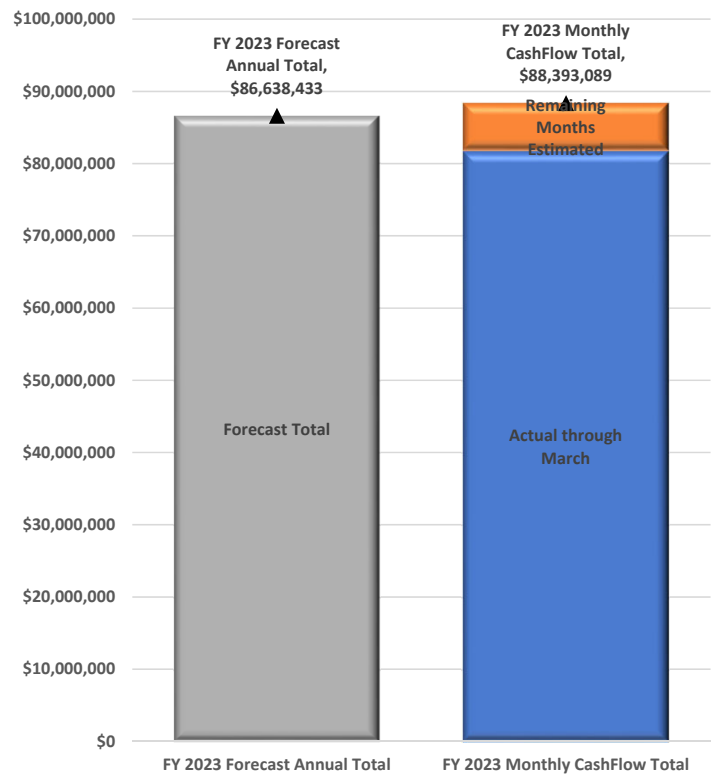 $100,000,000
$90,000,000
$80,000,000
$70,000,000
$60,000,000
$50,000,000
$40,000,000
$30,000,000
$20,000,000
$10,000,000
$0
FY 2023 Forecast
Annual Total,
$86,638,433
FY 2023 Monthly
CashFlow Total,
$88,393,089
Remaining
Months
Estimated
Forecast Total
Actual through
March
FY 2023 Forecast Annual Total
FY 2023 Monthly CashFlow Total